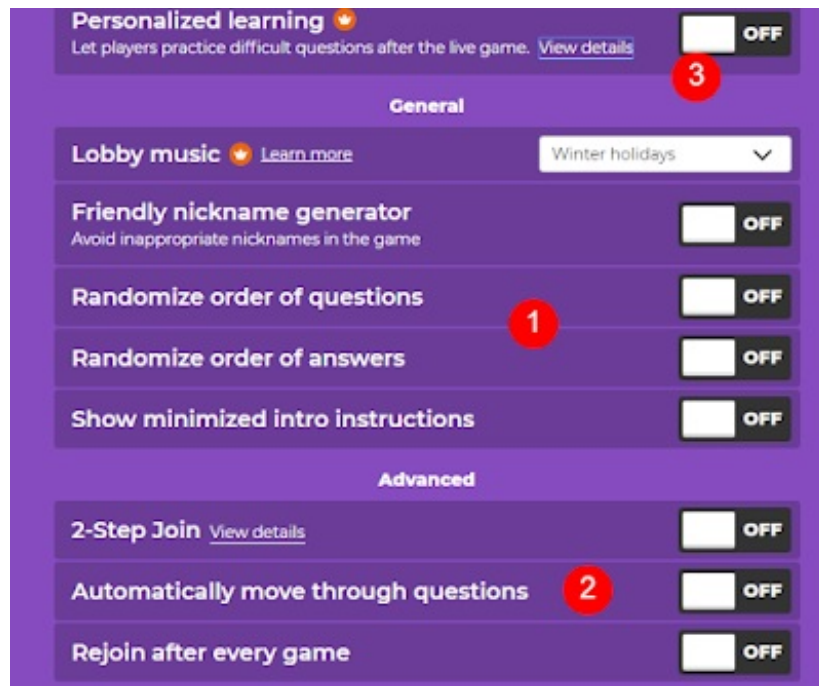 Personalized learning
Let players practice difficult questions after the live game. View details OFF
3
General
Lobby music Learn more Winter holidays
Friendly nickname generator
Avoid inappropriate nicknames in the game OFF
Randomize order of questions OFF
1
Randomize order of answers OFF
Show minimized intro instructions OFF
Advanced
2-Step Join View details OFF
Automatically move through questions 2 OFF
Rejoin after every game OFF